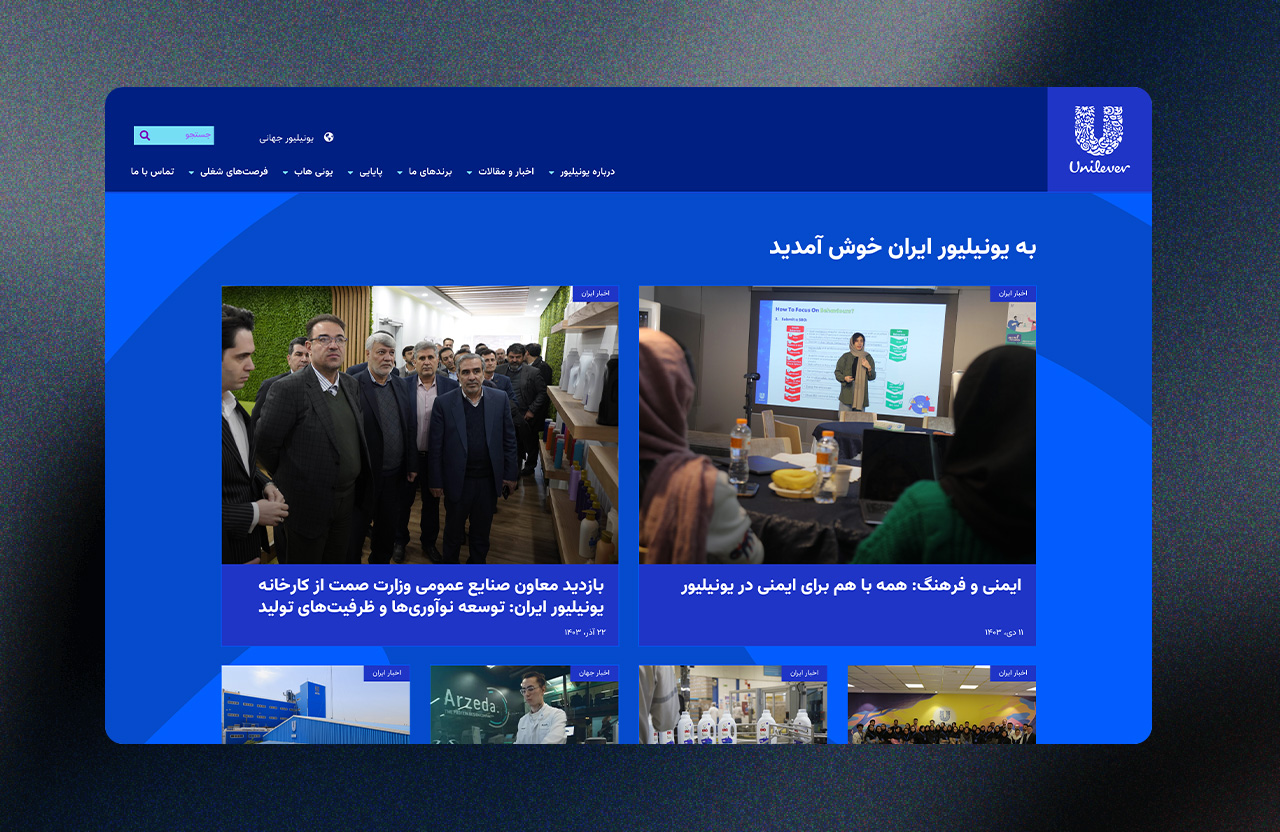 Unilever
یونیلیور جهانی
جستجو
درباره یونیلیور
اخبار و مقالات
برندهای ما
پایایی
یونی هاب
فرصت‌های شغلی
تماس با ما
به یونیلیور ایران خوش آمدید
اخبار ایران
How To Focus On
ایمنی و فرهنگ: همه با هم برای ایمنی در یونیلیور
۱۱ دی، ۱۴۰۳
اخبار ایران
بازدید معاون صنایع عمومی وزارت صمت از کارخانه
یونیلیور ایران: توسعه نوآوری‌ها و ظرفیت‌های تولید
۲۲ آذر، ۱۴۰۳
اخبار ایران
اخبار ایران
اخبار جهان
Arzeda.
اخبار ایران